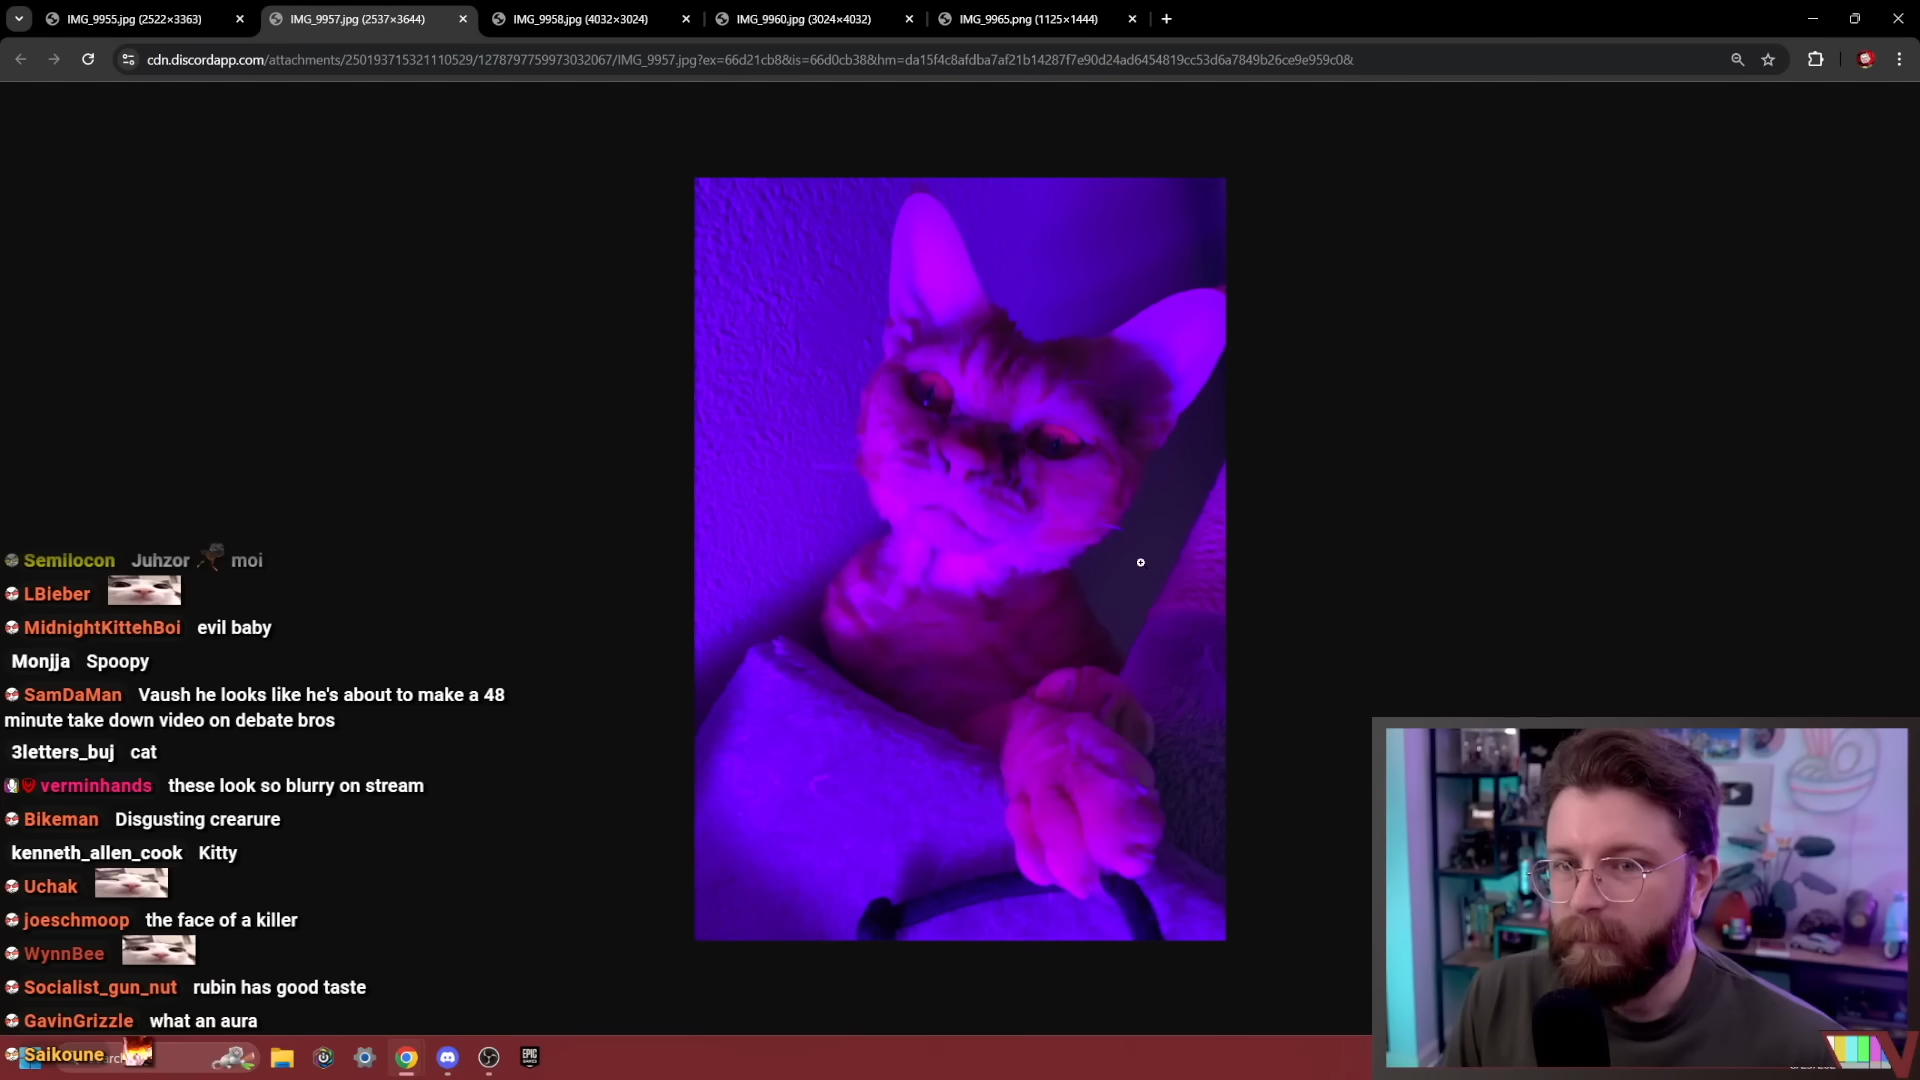 IMG_9955.jpg (2522×3363)
IMG_9957.jpg (2537×3644)
IMG_9958.jpg (4032×3024)
IMG_9960.jpg (3024×4032)
IMG_9965.png (1125×1444)
cdn.discordapp.com/attachments/250193715321110529/1278797759973032067/IMG_9957.jpg?ex=66d21cb8&is=66d0cb38&hm=da15f4c8afdba7af21b14287f7e90d24ad6454819cc53d6a7849b26ce9e959c0&
Semilocon Juhzor moi
LBieber
MidnightKittehBoi evil baby
Monjja Spoopy
SamDaMan Vaush he looks like he's about to make a 48
minute take down video on debate bros
3letters_buj cat
verminhands these look so blurry on stream
Bikeman Disgusting crearure
kenneth_allen_cook Kitty
Uchak
joeschmoop the face of a killer
WynnBee
Socialist_gun_nut rubin has good taste
GavinGrizzle what an aura
Saikoune
EPIC